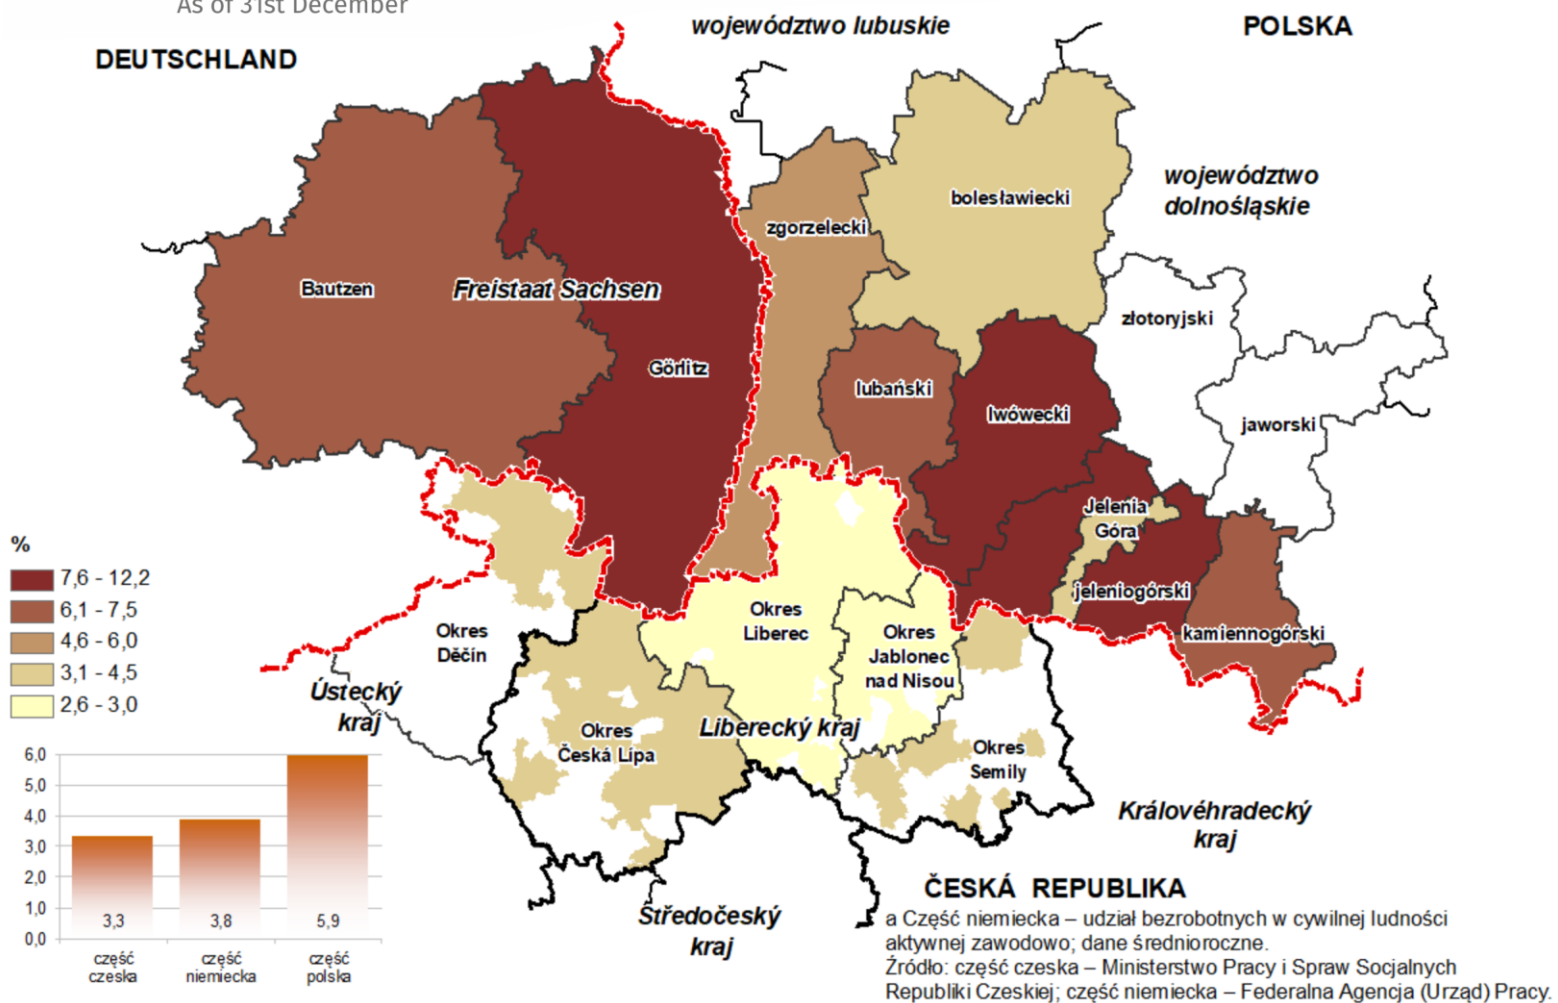 As of 31st December
DEUTSCHLAND
województwo lubuskie
POLSKA
województwo
dolnośląskie
bolesławiecki
zgorzelecki
Bautzen
Freistaat Sachsen
złotoryjski
Görlitz
lubański
lwówecki
jaworski
Jelenia
Góra
jeleniogórski
kamiennogórski
%
7,6 - 12,2
6,1 - 7,5
4,6 - 6,0
3,1 - 4,5
2,6 - 3,0
Okres
Děčín
Okres
Liberec
Okres
Jablonec
nad Nisou
Ústecký
kraj
Okres
Česká Lípa
Liberecký kraj
Okres
Semily
Královéhradecký
kraj
Středočeský
kraj
6,0
5,0
4,0
3,0
2,0
1,0
0,0
3,3
3,8
5,9
część
czeska
część
niemiecka
część
polska
ČESKÁ REPUBLIKA
a Część niemiecka – udział bezrobotnych w cywilnej ludności
aktywnej zawodowo; dane średnioroczne.
Źródło: część czeska – Ministerstwo Pracy i Spraw Socjalnych
Republiki Czeskiej; część niemiecka – Federalna Agencja (Urząd) Pracy.